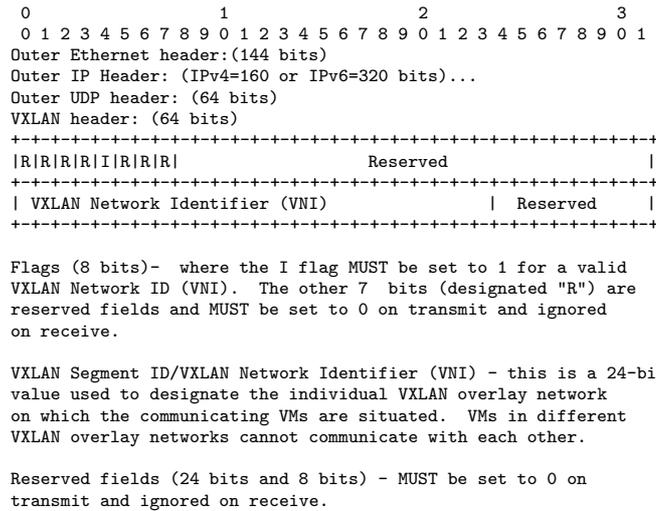 0                   1                   2                   3
0 1 2 3 4 5 6 7 8 9 0 1 2 3 4 5 6 7 8 9 0 1 2 3 4 5 6 7 8 9 0 1
Outer Ethernet header:(144 bits)
Outer IP Header: (IPv4=160 or IPv6=320 bits)...
Outer UDP header: (64 bits)
VXLAN header: (64 bits)
+-+-+-+-+-+-+-+-+-+-+-+-+-+-+-+-+-+-+-+-+-+-+-+-+-+-+-+-+-+-+-+-+
|R|R|R|R|I|R|R|R|                   Reserved                    |
+-+-+-+-+-+-+-+-+-+-+-+-+-+-+-+-+-+-+-+-+-+-+-+-+-+-+-+-+-+-+-+-+
| VXLAN Network Identifier (VNI)                |  Reserved    |
+-+-+-+-+-+-+-+-+-+-+-+-+-+-+-+-+-+-+-+-+-+-+-+-+-+-+-+-+-+-+-+-+
Flags (8 bits)-  where the I flag MUST be set to 1 for a valid
VXLAN Network ID (VNI).  The other 7  bits (designated "R") are
reserved fields and MUST be set to 0 on transmit and ignored
on receive.
VXLAN Segment ID/VXLAN Network Identifier (VNI) - this is a 24-bi
value used to designate the individual VXLAN overlay network
on which the communicating VMs are situated.  VMs in different
VXLAN overlay networks cannot communicate with each other.
Reserved fields (24 bits and 8 bits) - MUST be set to 0 on
transmit and ignored on receive.